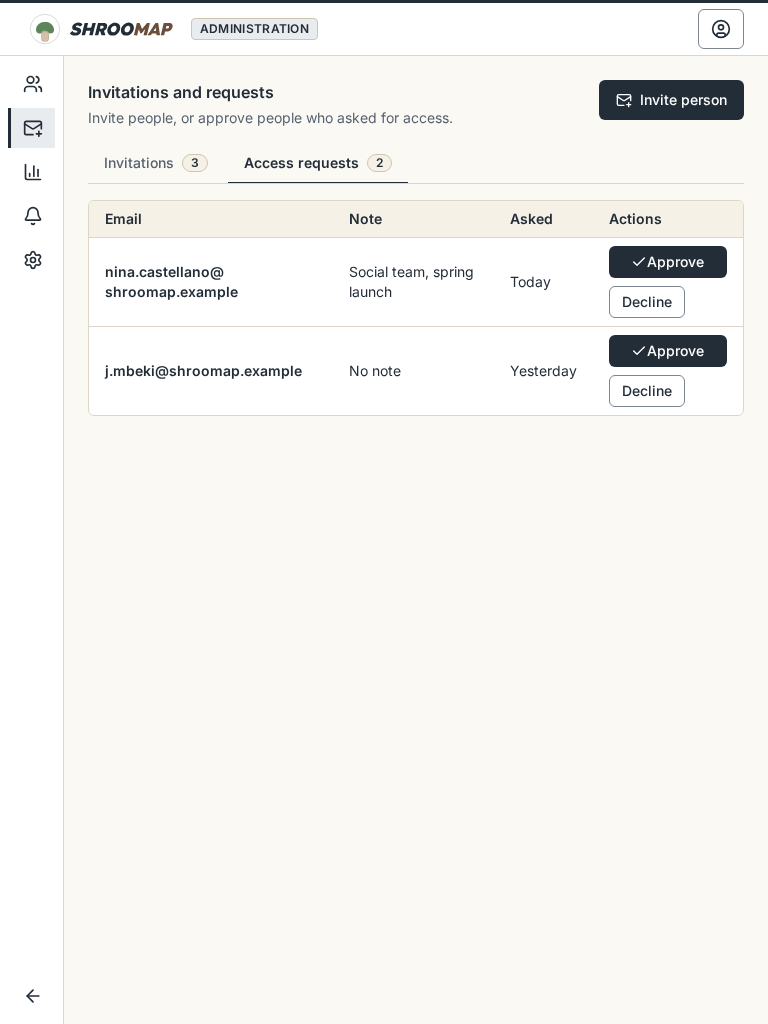 SHROOMAP
ADMINISTRATION
Invitations and requests
Invite people, or approve people who asked for access.
Invite person
Invitations 3
Access requests 2
Email Note Asked Actions
nina.castellano@
shroomap.example
Social team, spring
launch
Today
Approve
Decline
j.mbeki@shroomap.example
No note
Yesterday
Approve
Decline